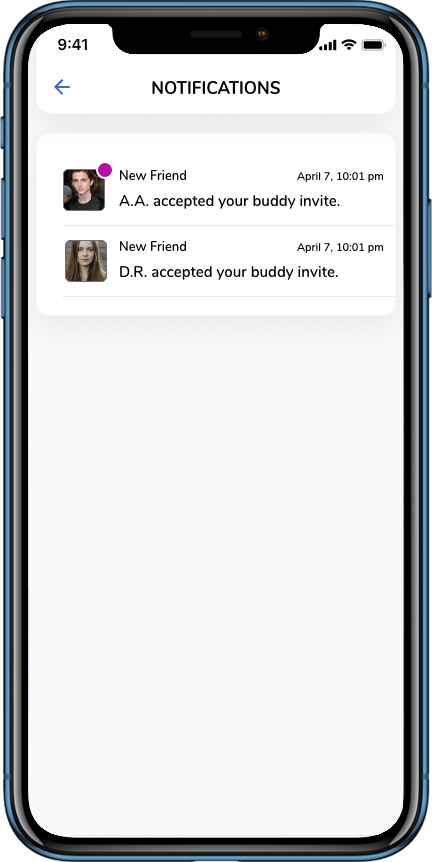 9:41
NOTIFICATIONS
New Friend April 7, 10:01 pm
A.A. accepted your buddy invite.
New Friend April 7, 10:01 pm
D.R. accepted your buddy invite.